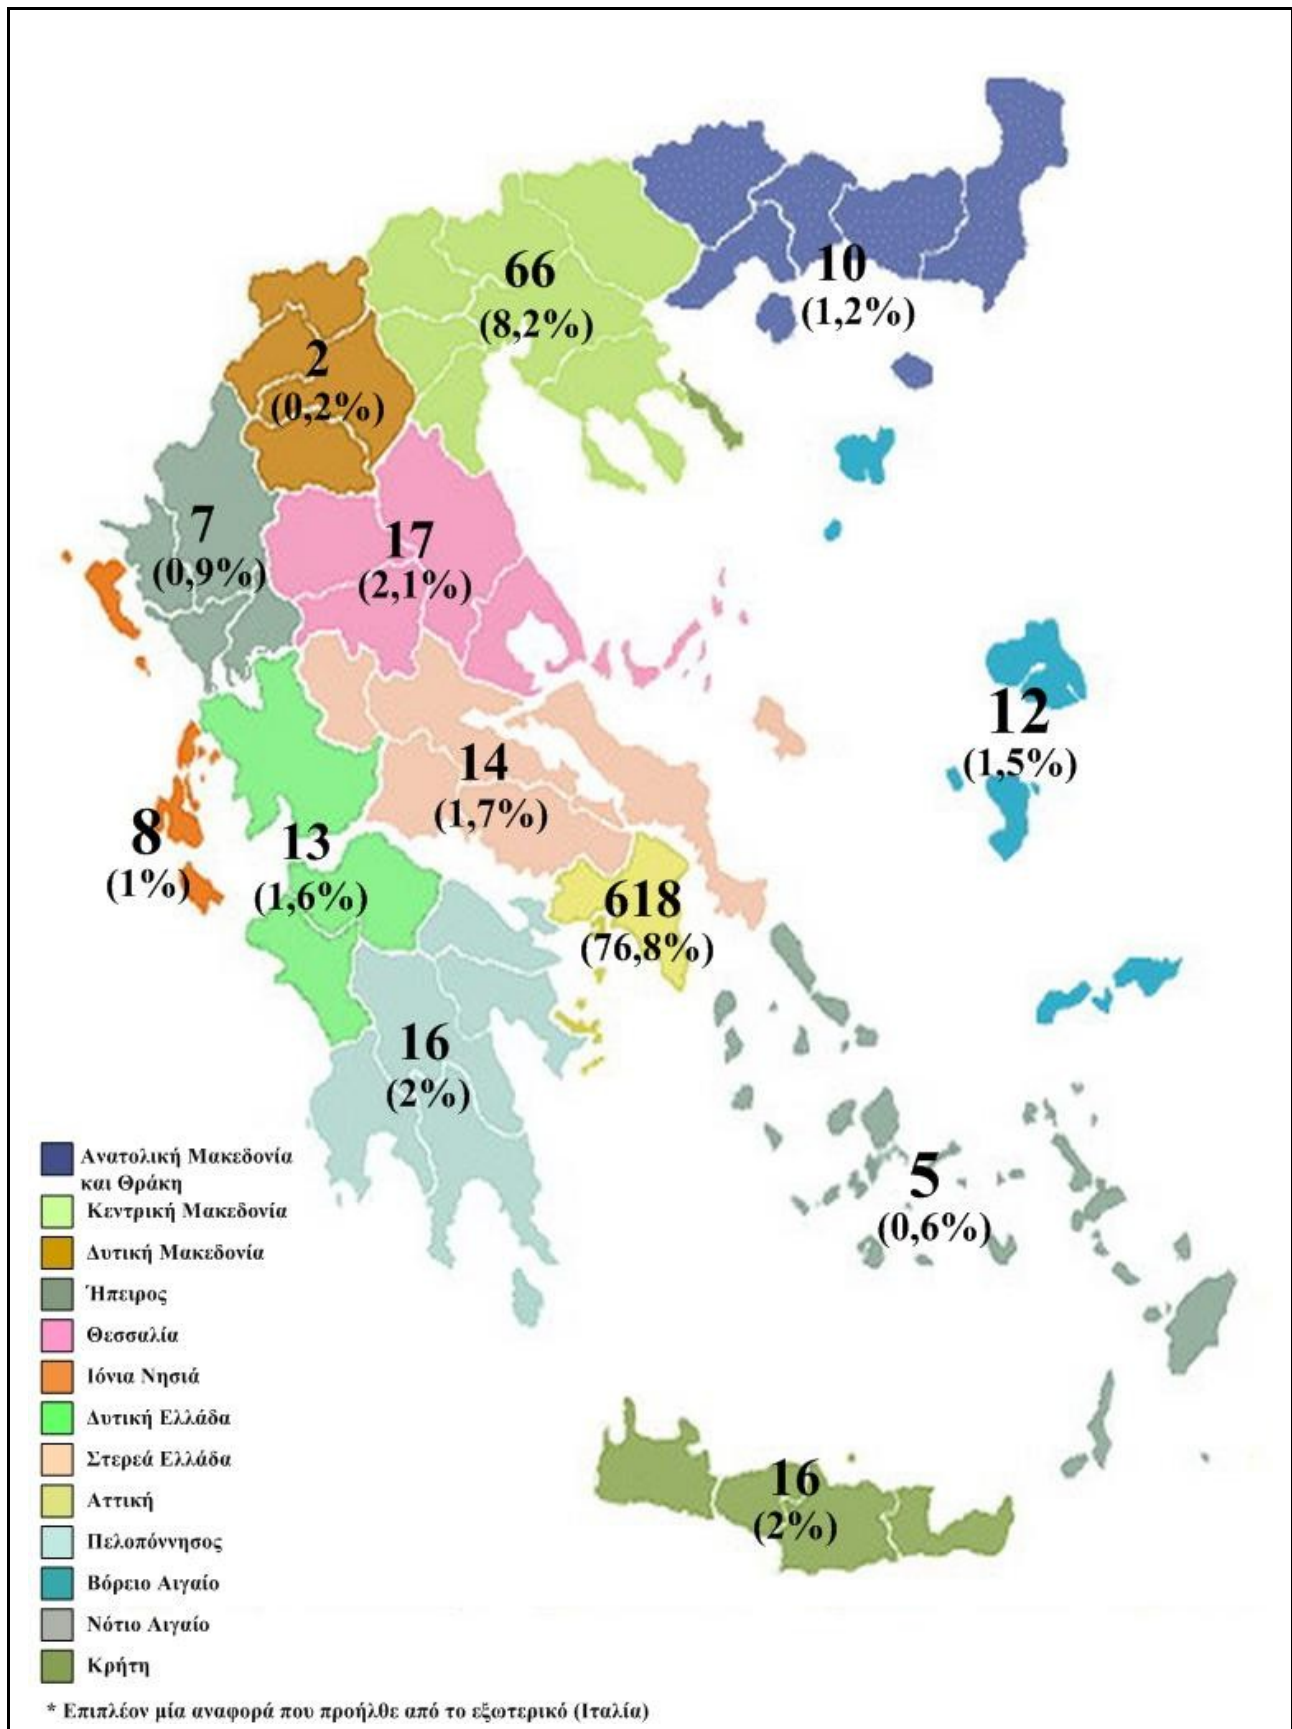 10
(1,2%)
66
(8,2%)
2
(0,2%)
7
(0,9%)
17
(2,1%)
12
(1,5%)
14
(1,7%)
8
(1%)
13
(1,6%)
618
(76,8%)
16
(2%)
5
(0,6%)
16
(2%)
Ανατολική Μακεδονία
και Θράκη
Κεντρική Μακεδονία
Δυτική Μακεδονία
Ήπειρος
Θεσσαλία
Ιόνια Νησιά
Δυτική Ελλάδα
Στερεά Ελλάδα
Αττική
Πελοπόννησος
Βόρειο Αιγαίο
Νότιο Αιγαίο
Κρήτη
* Επιπλέον μία αναφορά που προήλθε από το εξωτερικό (Ιταλία)